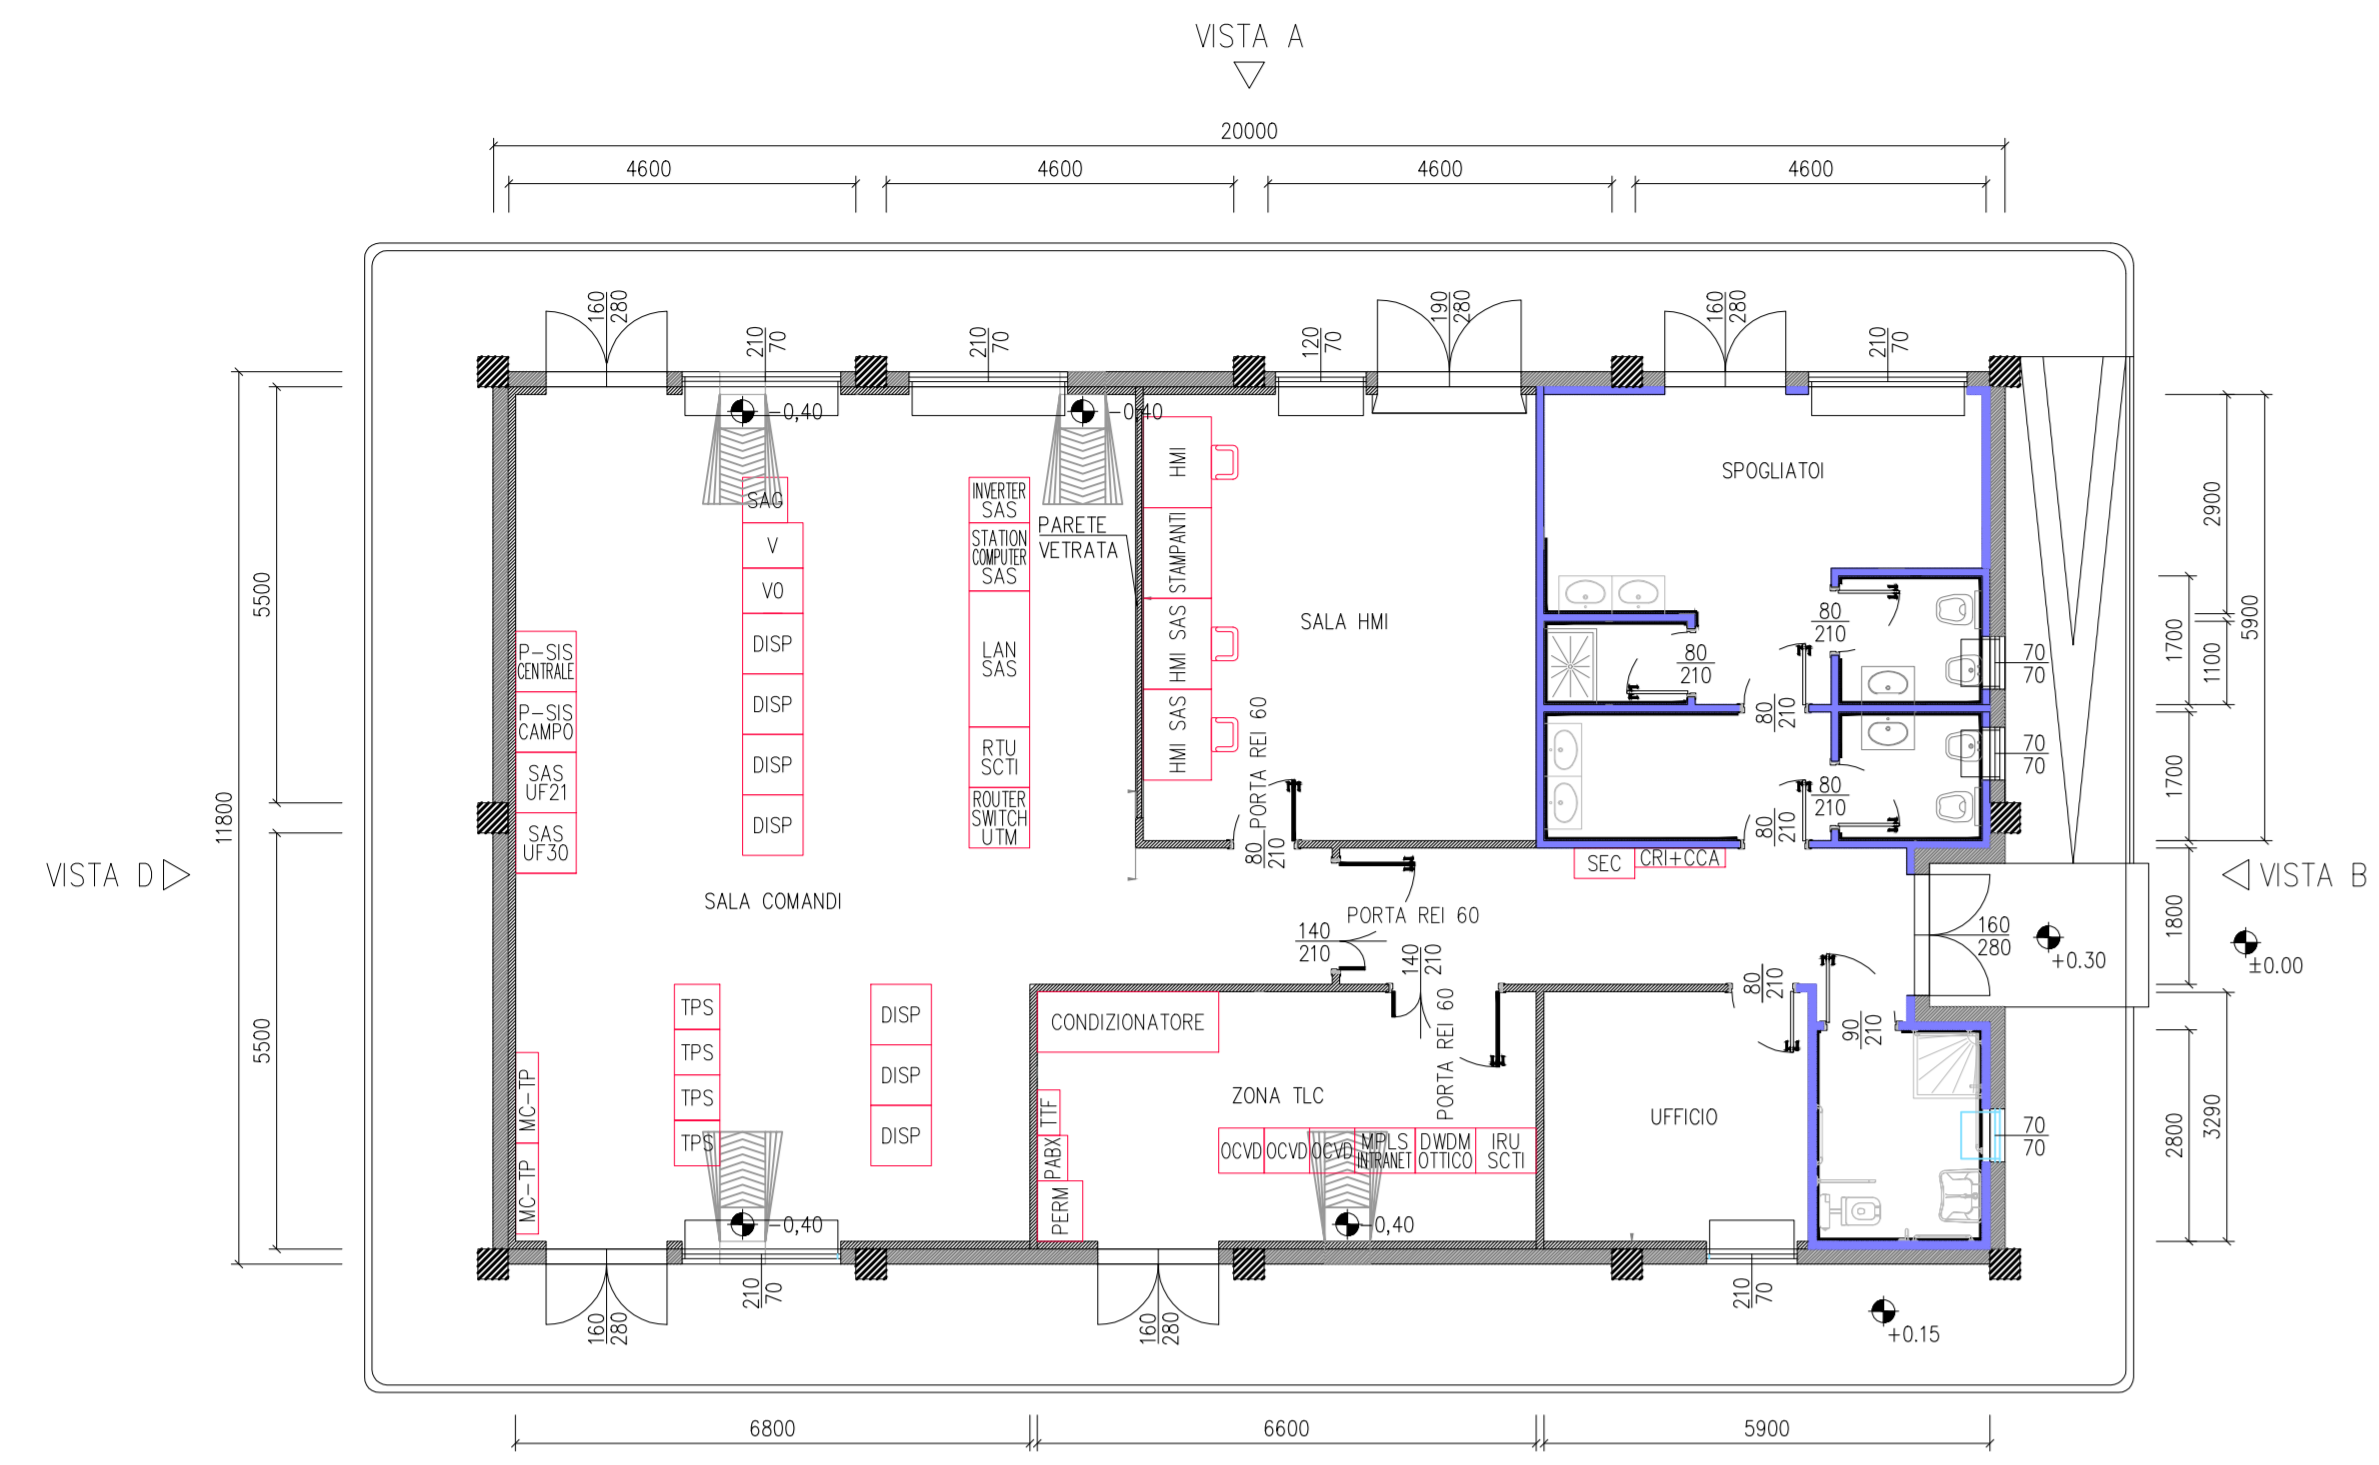 VISTA A
20000
4600
4600
4600
4600
160
280
210
70
210
70
120
70
190
280
160
280
210
70
-0,40
-0,40
HMI
SPOGLIATOI
SAG
INVERTER
SAS
PARETE
VETRATA
V
STATION
COMPUTER
SAS
STAMPANTI
VO
2900
5500
5900
SALA HMI
80
210
DISP
LAN
SAS
HMI SAS
P-SIS
CENTRALE
80
210
70
70
1700
1100
DISP
P-SIS
CAMPO
HMI SAS
PORTA REI 60
80
210
RTU
SCTI
DISP
SAS
UF21
70
70
1700
80
210
ROUTER
SWITCH
UTM
DISP
SAS
UF30
11800
80
210
80
210
SEC
CRI+CCA
VISTA D
VISTA B
SALA COMANDI
PORTA REI 60
1800
140
210
140
210
160
280
+0.30
±0.00
80
210
TPS
DISP
CONDIZIONATORE
5500
90
210
TPS
DISP
PORTA REI 60
MC-TP
TPS
TTF
ZONA TLC
UFFICIO
TPS
DISP
PABX
OCVD
OCVD
OCVD
MPLS
INTRANET
DWDM
OTTICO
IRU
SCTI
70
70
2800
3290
MC-TP
PERM
-0,40
-0,40
210
70
210
70
160
280
160
280
+0.15
6800
6600
5900